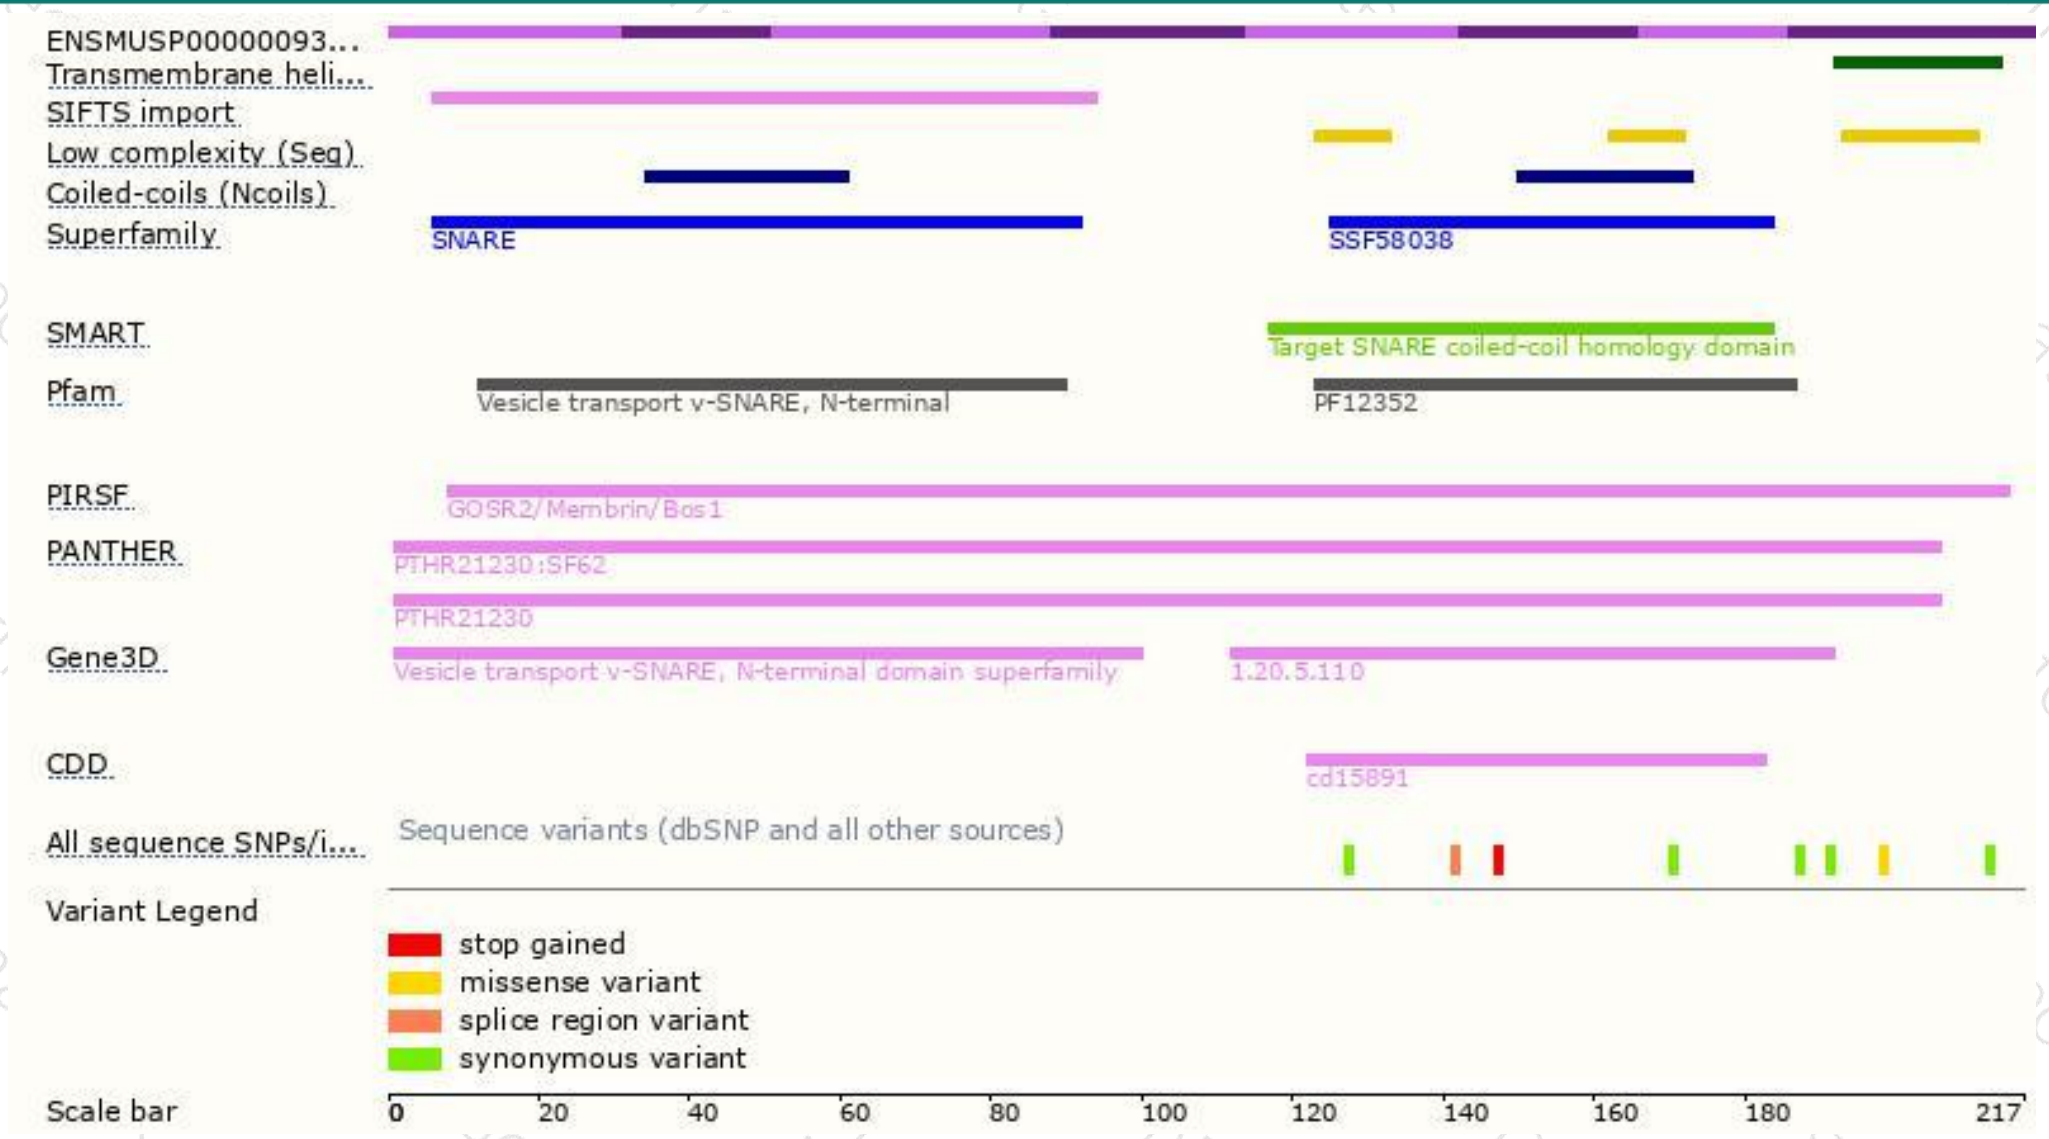 ENSMUSP00000093...
Transmembrane heli...
SIFTS import
Low complexity (Seg)
Coiled-coils (Ncoils)
Superfamily
SNARE
SSF58038
SMART
Target SNARE coiled-coil homology domain
Pfam
Vesicle transport v-SNARE, N-terminal
PF12352
PIRSF
GOSR2/Membrin/Bos1
PANTHER
PTHR21230:SF62
PTHR21230
Gene3D
Vesicle transport v-SNARE, N-terminal domain superfamily
1.20.5.110
CDD
cd15891
All sequence SNPs/i...
Sequence variants (dbSNP and all other sources)
Variant Legend
stop gained
missense variant
splice region variant
synonymous variant
Scale bar
0 20 40 60 80 100 120 140 160 180 217